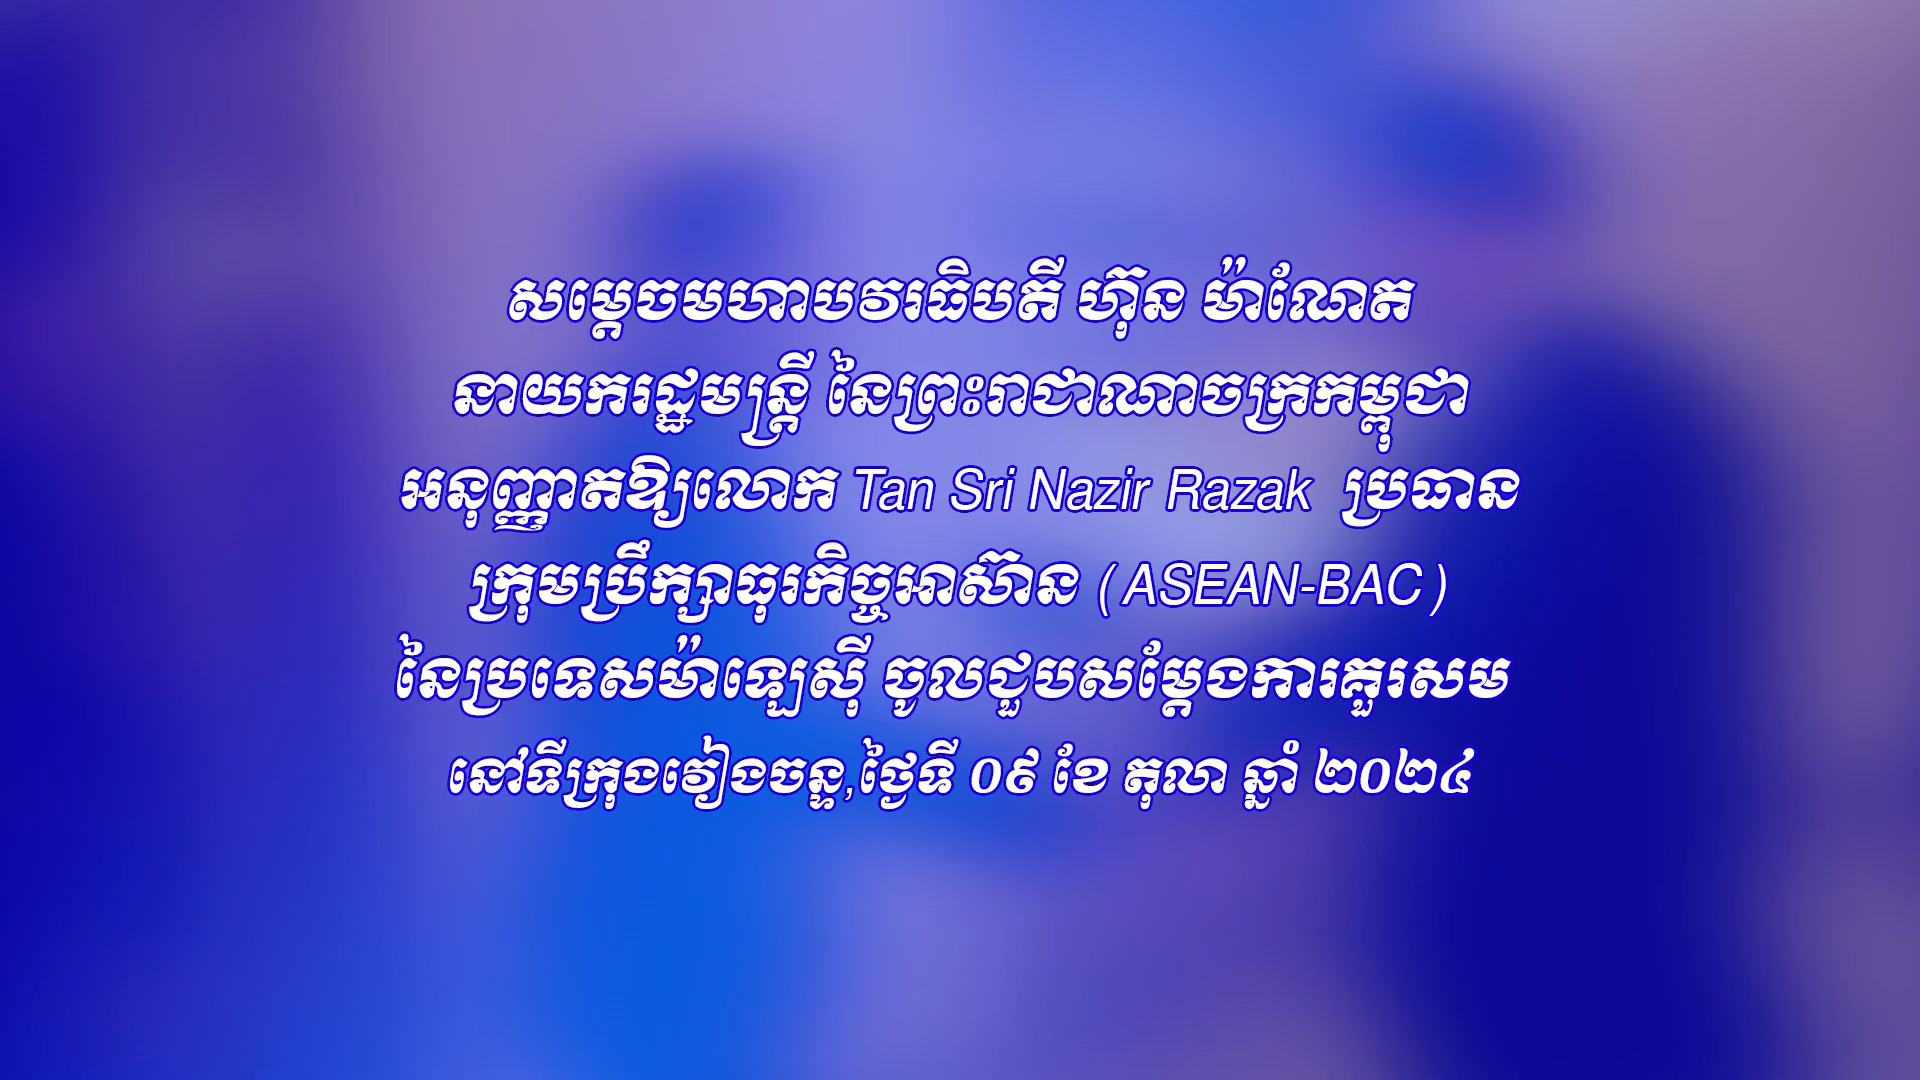 សម្តេចមហាបវរធិបតី ហ៊ុន ម៉ាណែត
នាយករដ្ឋមន្ត្រី នៃព្រះរាជាណាចក្រកម្ពុជា
អនុញ្ញាតឱ្យលោក Tan Sri Nazir Razak ប្រធាន
ក្រុមប្រឹក្សាធុរកិច្ចអាស៊ាន (ASEAN-BAC)
នៃប្រទេសម៉ាឡេស៊ី ចូលជួបសម្តែងការគួរសម
នៅទីក្រុងវៀងចន្ទ,ថ្ងៃទី ០៩ ខែ តុលា ឆ្នាំ ២០២៤